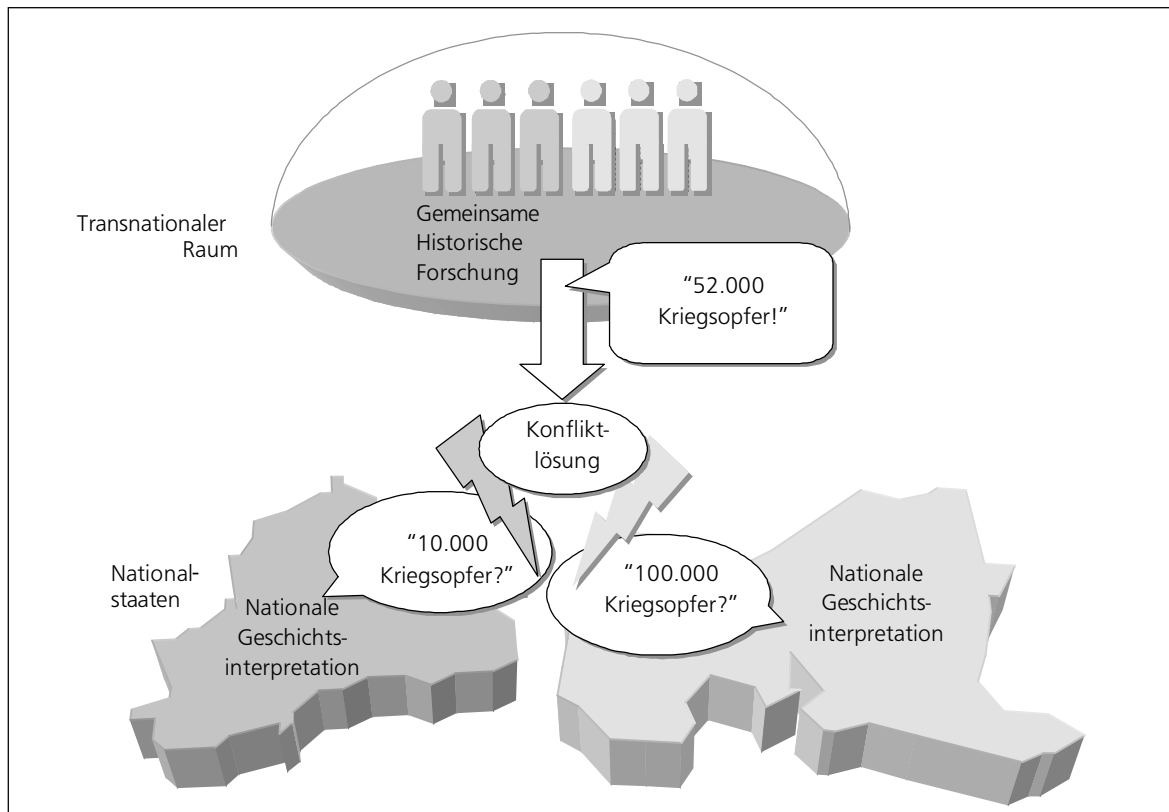 Transnationaler
Raum
Gemeinsame
Historische
Forschung
“52.000
Kriegsopfer!”
Konflikt-
lösung
National-
staaten
“10.000
Kriegsopfer?”
Nationale
Geschichts-
interpretation
“100.000
Kriegsopfer?”
Nationale
Geschichts-
interpretation